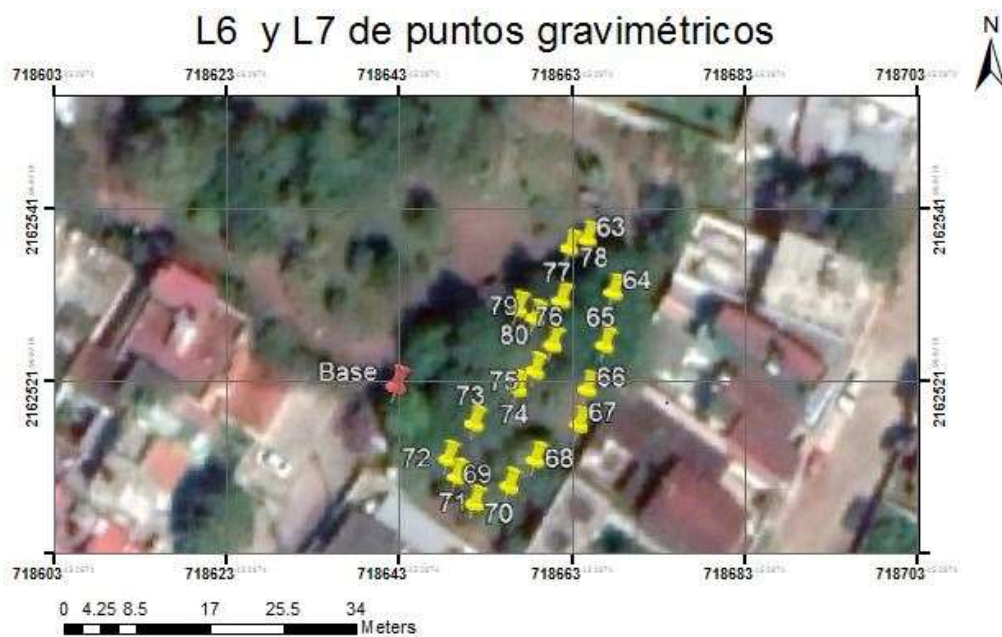 L6 y L7 de puntos gravimétricos
N
718603 718623 718643 718663 718683 718703
2162541 2162541
63
78
77 64
79 76 65
80
Base 66
2162521 75 2162521
73 74 67
72 69 68
71 70
718603 718623 718643 718663 718683 718703
0 4.25 8.5 17 25.5 34
Meters